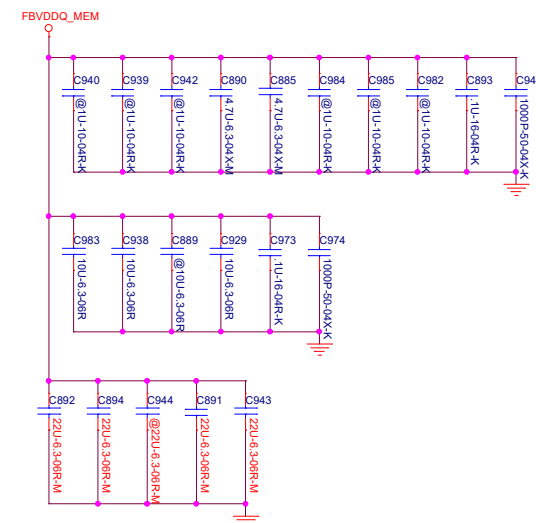 FBVDDQ_MEM
C940 C939 C942 C890 C885 C984 C985 C982 C893 C94
@1U-10-04R-K @1U-10-04R-K @1U-10-04R-K 4.7U-6.3-04X-M 4.7U-6.3-04X-M @1U-10-04R-K @1U-10-04R-K @1U-10-04R-K .1U-16-04R-K 1000P-50-04X-K
C983 C938 C889 C929 C973 C974
10U-6.3-06R 10U-6.3-06R @10U-6.3-06R 10U-6.3-06R .1U-16-04R-K 1000P-50-04X-K
C892 C894 C944 C891 C943
22U-6.3-06R-M 22U-6.3-06R-M @22U-6.3-06R-M 22U-6.3-06R-M 22U-6.3-06R-M